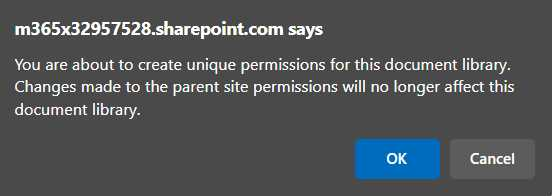 m365x32957528.sharepoint.com says
You are about to create unique permissions for this document library.
Changes made to the parent site permissions will no longer affect this
document library.
OK
Cancel